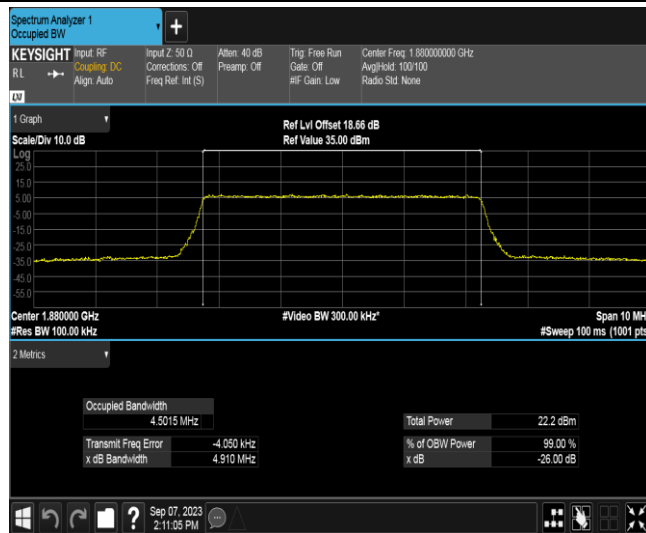 Spectrum Analyzer 1
Occupied BW
+
KEYSIGHT Input: RF Input Z: 50 Ω Atten: 40 dB Trig: Free Run Center Freq: 1.880000000 GHz
RL Coupling: DC Corrections: Off Preamp: Off Gate: Off Avg|Hold: 100/100
Align: Auto Freq Ref: Int (S) #IF Gain: Low Radio Std: None
LXI
1 Graph
Ref Lvl Offset 18.66 dB
Scale/Div 10.0 dB Ref Value 35.00 dBm
Log
25.0
15.0
5.00
-5.00
-15.0
-25.0
-35.0
-45.0
-55.0
Center 1.880000 GHz #Video BW 300.00 kHz* Span 10 MH
#Res BW 100.00 kHz #Sweep 100 ms (1001 pts
2 Metrics
Occupied Bandwidth
4.5015 MHz Total Power 22.2 dBm
Transmit Freq Error -4.050 kHz % of OBW Power 99.00 %
x dB Bandwidth 4.910 MHz x dB -26.00 dB
? Sep 07, 2023
2:11:05 PM